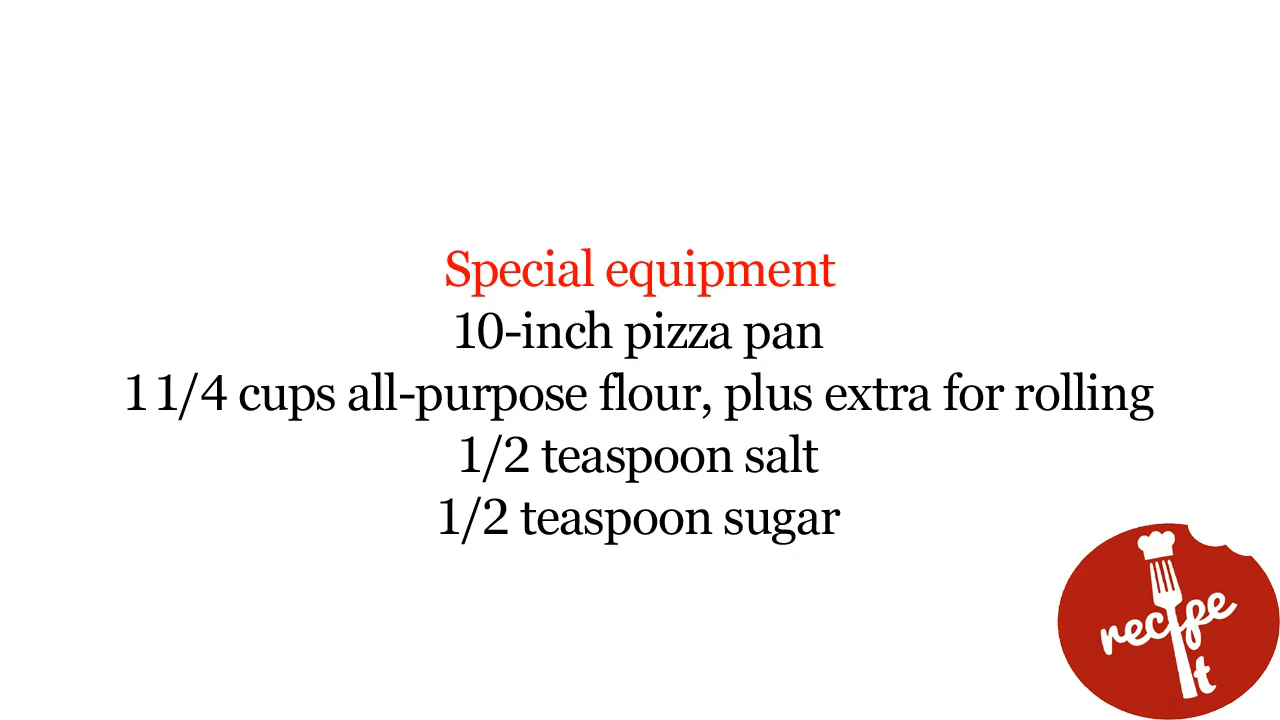 Special equipment
10-inch pizza pan
1 1/4 cups all-purpose flour, plus extra for rolling
1/2 teaspoon salt
1/2 teaspoon sugar
recipe
It